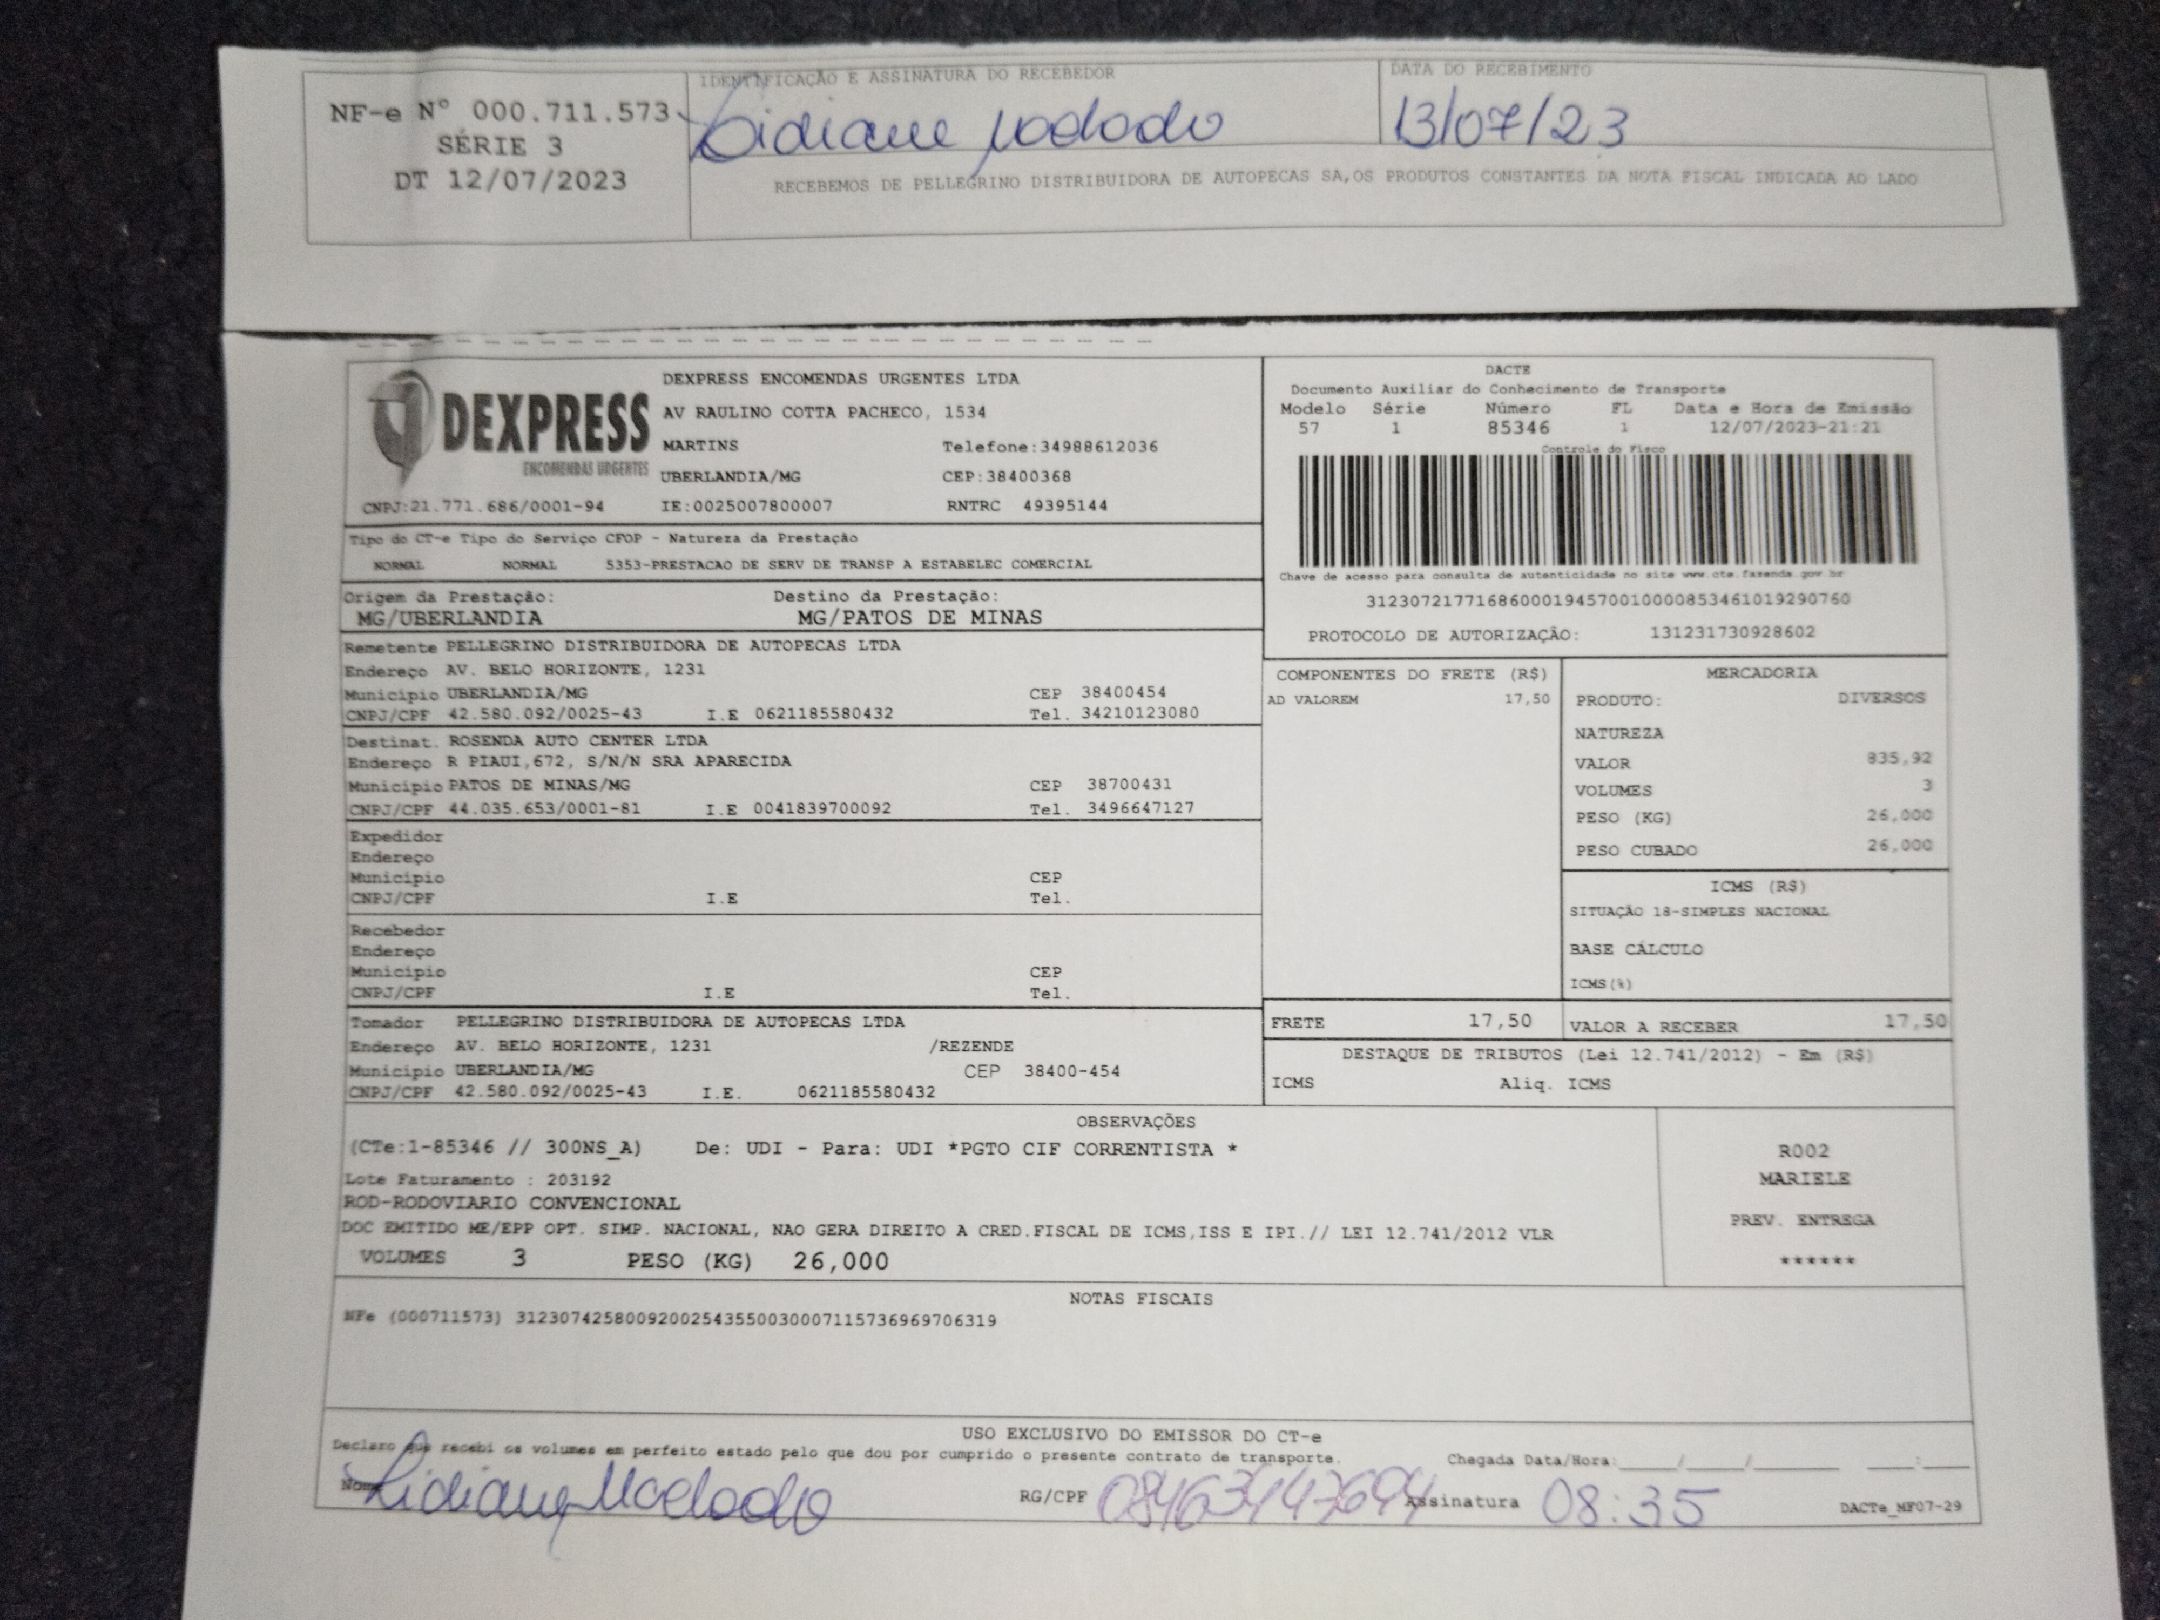 IDENTIFICAÇÃO E ASSINATURA DO RECEBEDOR
DATA DO RECEBIMENTO
NF-e Nº 000.711.573
SÉRIE 3
DT 12/07/2023
Lidiane Machado
13/07/23
RECEBEMOS DE PELLEGRINO DISTRIBUIDORA DE AUTOPECAS SA,OS PRODUTOS CONSTANTES DA NOTA FISCAL INDICADA AO LADO
DEXPRESS
ENCOMENDAS URGENTES
DEXPRESS ENCOMENDAS URGENTES LTDA
AV RAULINO COTTA PACHECO, 1534
MARTINS Telefone:34988612036
UBERLANDIA/MG CEP:38400368
CNPJ:21.771.686/0001-94 IE:0025007800007 RNTRC 49395144
DACTE
Documento Auxiliar do Conhecimento de Transporte
Modelo Série Número FL Data e Hora de Emissão
57 1 85346 1 12/07/2023-21:21
Controle do Fisco
Chave de acesso para consulta de autenticidade no site www.cte.fazenda.gov.br
31230721771686000194570010000853461019290760
PROTOCOLO DE AUTORIZAÇÃO: 131231730928602
Tipo do CT-e Tipo do Serviço CFOP - Natureza da Prestação
NORMAL NORMAL 5353-PRESTACAO DE SERV DE TRANSP A ESTABELEC COMERCIAL
Origem da Prestação: Destino da Prestação:
MG/UBERLANDIA MG/PATOS DE MINAS
Remetente PELLEGRINO DISTRIBUIDORA DE AUTOPECAS LTDA
Endereço AV. BELO HORIZONTE, 1231
Município UBERLANDIA/MG CEP 38400454
CNPJ/CPF 42.580.092/0025-43 I.E 0621185580432 Tel. 34210123080
Destinat. ROSENDA AUTO CENTER LTDA
Endereço R PIAUI,672, S/N/N SRA APARECIDA
Município PATOS DE MINAS/MG CEP 38700431
CNPJ/CPF 44.035.653/0001-81 I.E 0041839700092 Tel. 3496647127
Expedidor
Endereço
Município CEP
CNPJ/CPF I.E Tel.
Recebedor
Endereço
Município CEP
CNPJ/CPF I.E Tel.
Tomador PELLEGRINO DISTRIBUIDORA DE AUTOPECAS LTDA
Endereço AV. BELO HORIZONTE, 1231 /REZENDE
Município UBERLANDIA/MG CEP 38400-454
CNPJ/CPF 42.580.092/0025-43 I.E. 0621185580432
COMPONENTES DO FRETE (R$)
AD VALOREM 17,50
MERCADORIA
PRODUTO: DIVERSOS
NATUREZA
VALOR 835,92
VOLUMES 3
PESO (KG) 26,000
PESO CUBADO 26,000
ICMS (R$)
SITUAÇÃO 18-SIMPLES NACIONAL
BASE CÁLCULO
ICMS(%)
FRETE 17,50 VALOR A RECEBER 17,50
DESTAQUE DE TRIBUTOS (Lei 12.741/2012) - Em (R$)
ICMS Aliq. ICMS
OBSERVAÇÕES
(CTe:1-85346 // 300NS_A) De: UDI - Para: UDI *PGTO CIF CORRENTISTA *
Lote Faturamento : 203192
ROD-RODOVIARIO CONVENCIONAL
DOC EMITIDO ME/EPP OPT. SIMP. NACIONAL, NAO GERA DIREITO A CRED.FISCAL DE ICMS,ISS E IPI.// LEI 12.741/2012 VLR
VOLUMES 3 PESO (KG) 26,000
R002
MARIELE
PREV. ENTREGA
******
NOTAS FISCAIS
NFe (000711573) 31230742580092002543550030007115736969706319
USO EXCLUSIVO DO EMISSOR DO CT-e
Declaro que recebi os volumes em perfeito estado pelo que dou por cumprido o presente contrato de transporte.
Chegada Data/Hora:____/____/______ ___:___
Nome Lidiane Machado RG/CPF Assinatura 08:35 DACTe_MF07-29